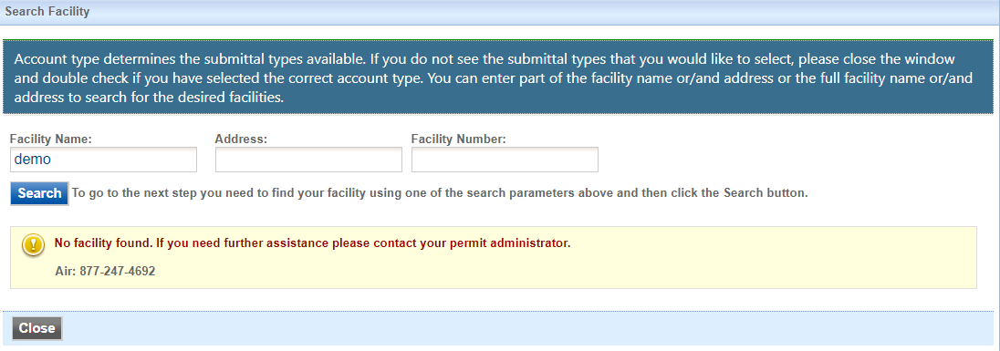 Search Facility
Account type determines the submittal types available. If you do not see the submittal types that you would like to select, please close the window
and double check if you have selected the correct account type. You can enter part of the facility name or/and address or the full facility name or/and
address to search for the desired facilities.
Facility Name: Address: Facility Number:
demo
Search To go to the next step you need to find your facility using one of the search parameters above and then click the Search button.
No facility found. If you need further assistance please contact your permit administrator.
Air: 877-247-4692
Close